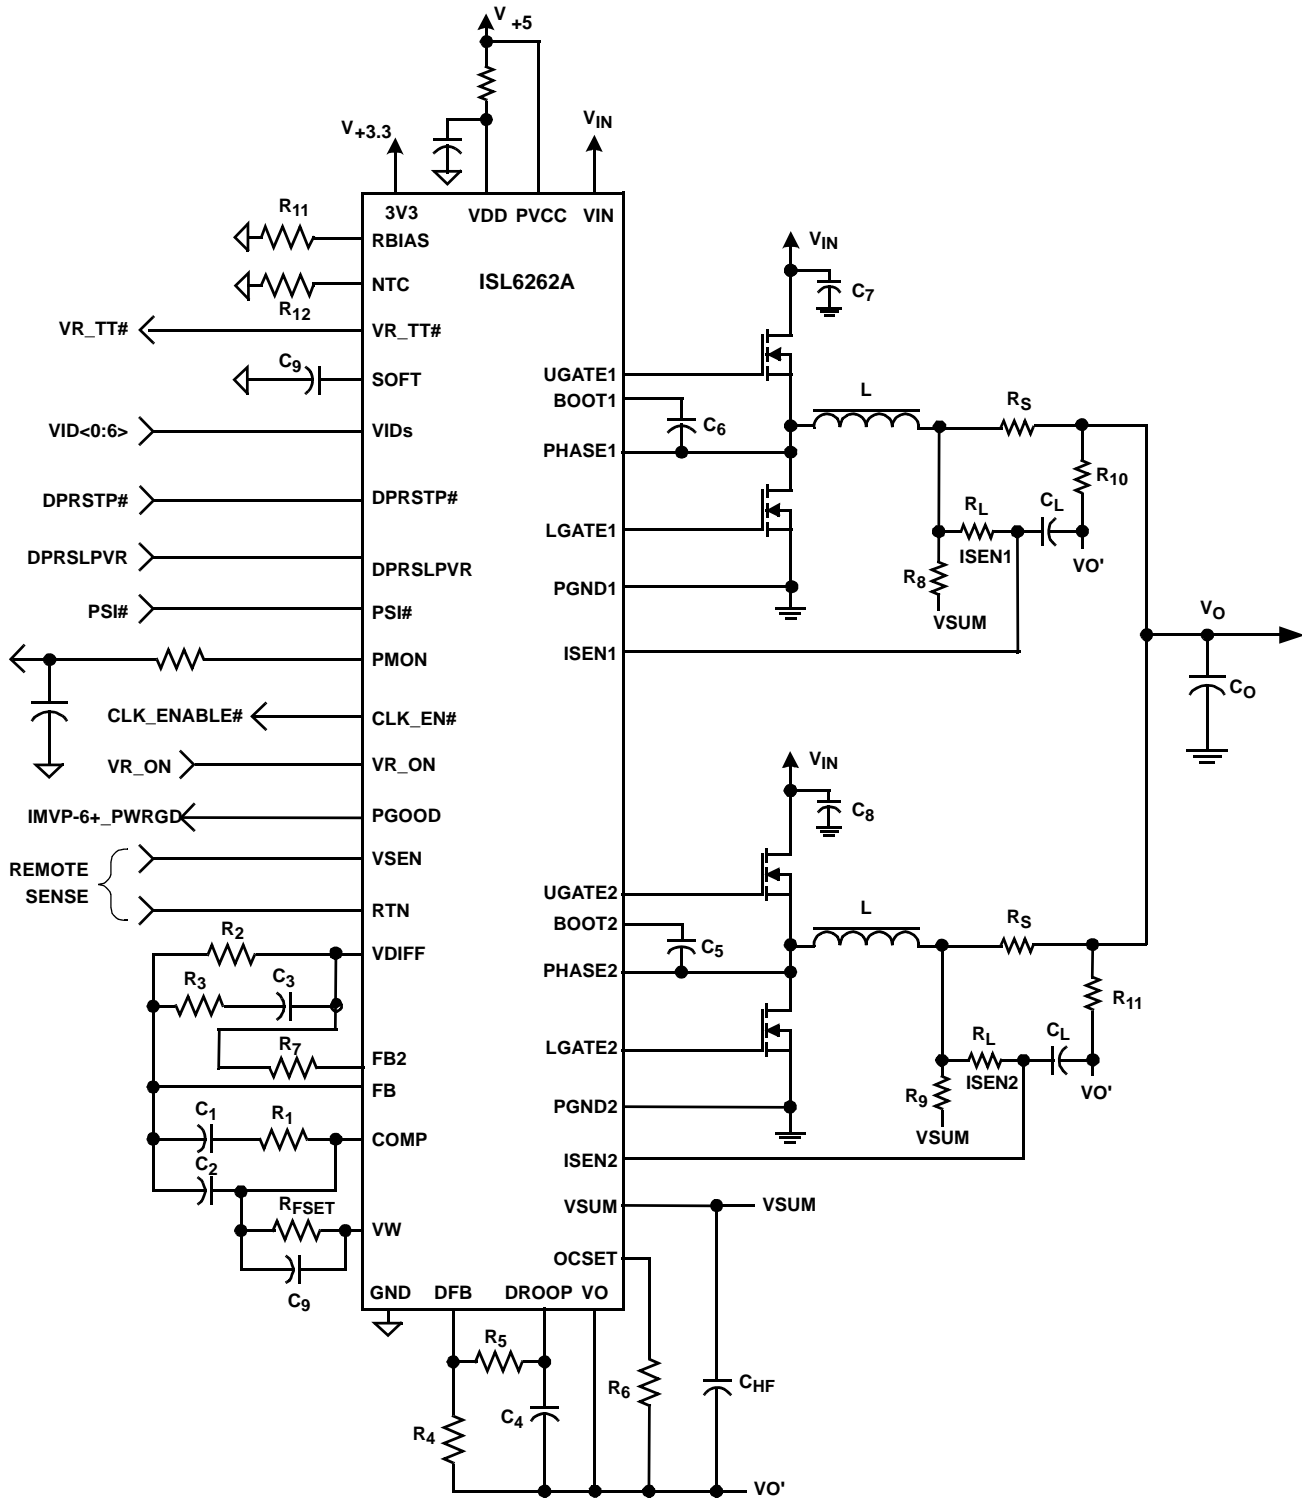 V+5
V+3.3
VIN
3V3 VDD PVCC VIN
R11
RBIAS
NTC
R12
ISL6262A
VR_TT# VR_TT#
C9
SOFT
VID<0:6> VIDs
DPRSTP# DPRSTP#
DPRSLPVR DPRSLPVR
PSI# PSI#
PMON
CLK_ENABLE# CLK_EN#
VR_ON VR_ON
IMVP-6+_PWRGD PGOOD
REMOTE
SENSE
VSEN
RTN
R2
VDIFF
R3
C3
R7
FB2
FB
C1
R1
COMP
C2
RFSET
VW
C9
GND DFB DROOP VO
UGATE1
BOOT1
PHASE1
LGATE1
PGND1
ISEN1
UGATE2
BOOT2
PHASE2
LGATE2
PGND2
ISEN2
VSUM
OCSET
VIN
C7
C6
L
RS
R10
RL
CL
ISEN1
VO'
R8
VSUM
VO
CO
VIN
C8
C5
L
RS
R11
RL
CL
ISEN2
VO'
R9
VSUM
VSUM
R5
R4
C4
R6
CHF
VO'